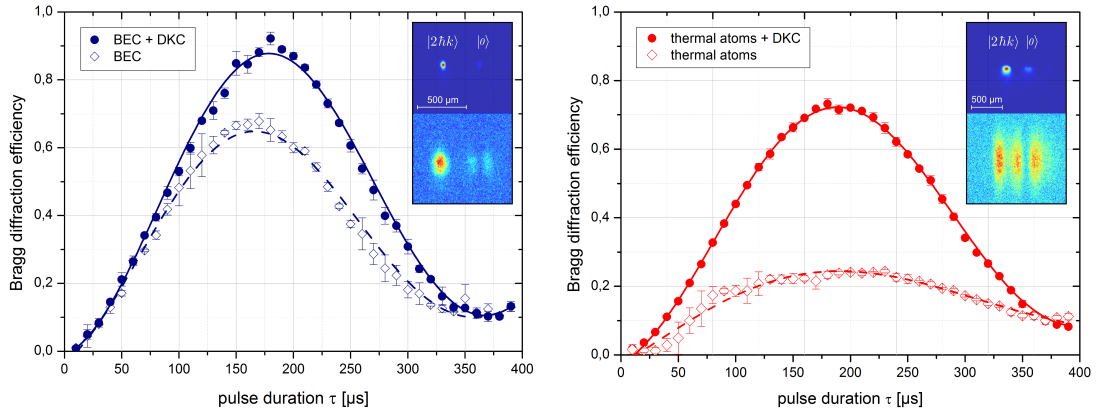 1,0
0,8
0,6
0,4
0,2
0,0
Bragg diffraction efficiency
BEC + DKC
BEC
|2ħk⟩ |0⟩
500 µm
0 50 100 150 200 250 300 350 400
pulse duration τ [µs]
1,0
0,8
0,6
0,4
0,2
0,0
Bragg diffraction efficiency
thermal atoms + DKC
thermal atoms
|2ħk⟩ |0⟩
500 µm
0 50 100 150 200 250 300 350 400
pulse duration τ [µs]